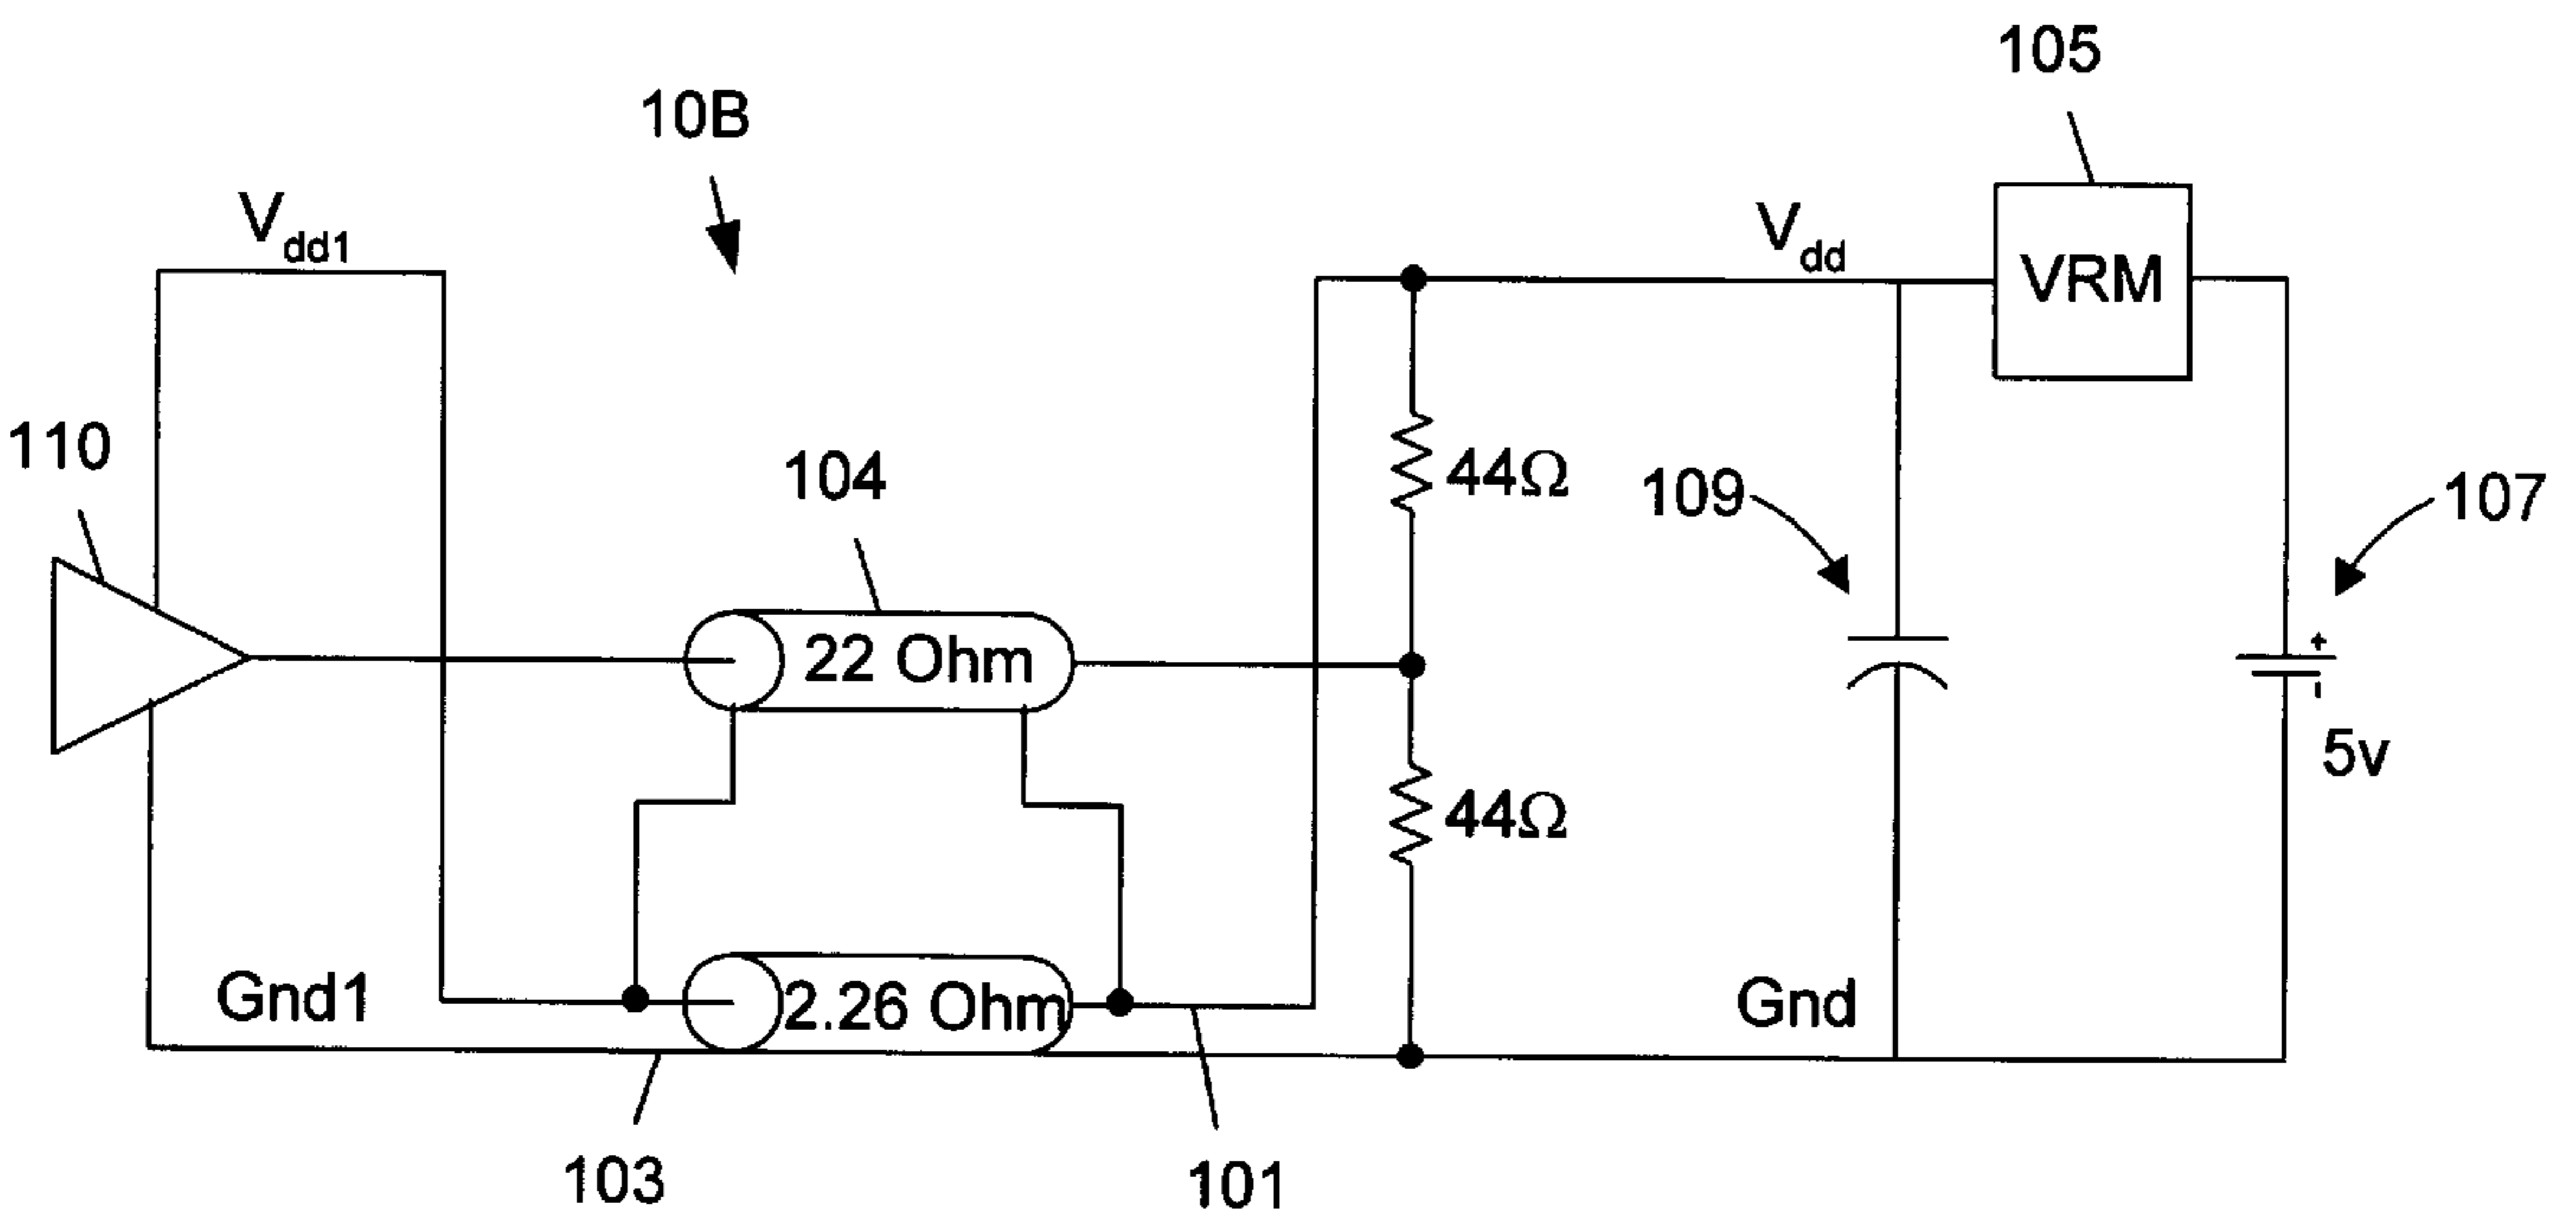 105
10B
Vdd1
Vdd
VRM
110
104
44Ω
109
107
22 Ohm
+
-
5v
44Ω
Gnd1
2.26 Ohm
Gnd
103
101